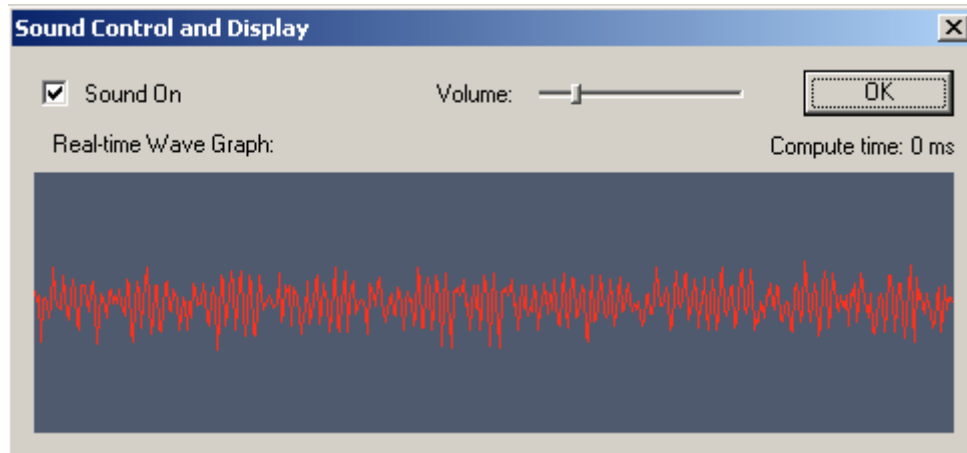 Sound Control and Display
Sound On
Volume:
OK
Real-time Wave Graph:
Compute time: 0 ms